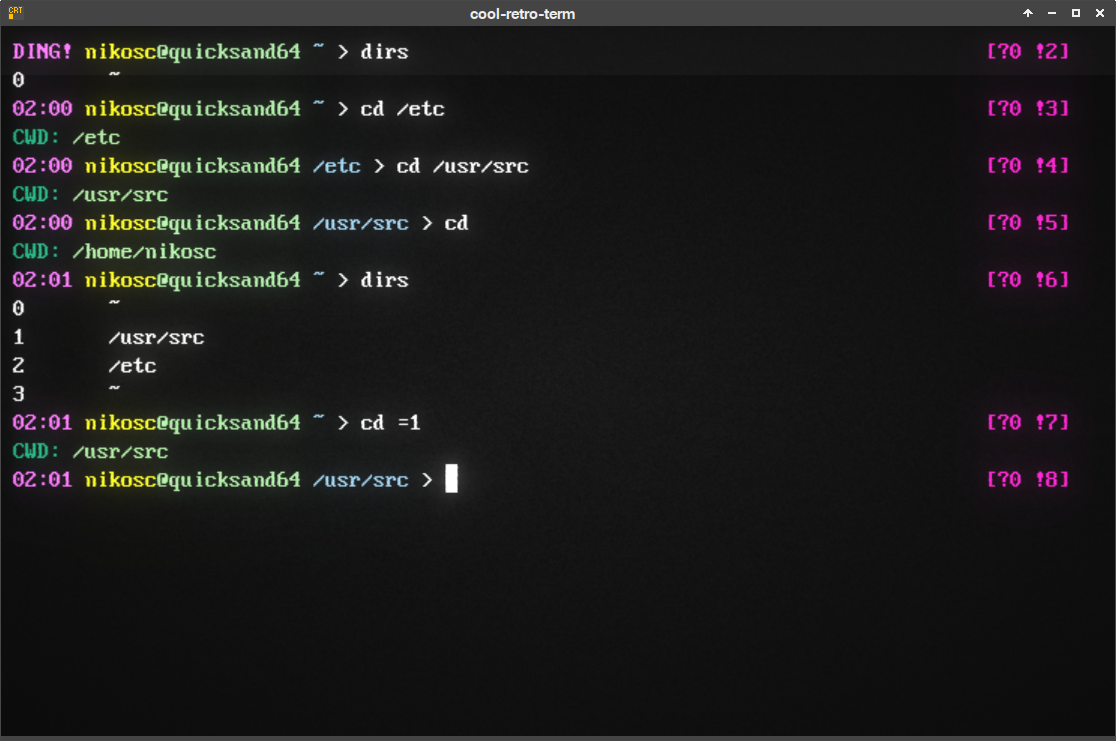 CRT
cool-retro-term
DING! nikosc@quicksand64 ~ > dirs [?0 !2]
0 ~
02:00 nikosc@quicksand64 ~ > cd /etc [?0 !3]
CWD: /etc
02:00 nikosc@quicksand64 /etc > cd /usr/src [?0 !4]
CWD: /usr/src
02:00 nikosc@quicksand64 /usr/src > cd [?0 !5]
CWD: /home/nikosc
02:01 nikosc@quicksand64 ~ > dirs [?0 !6]
0 ~
1 /usr/src
2 /etc
3 ~
02:01 nikosc@quicksand64 ~ > cd =1 [?0 !7]
CWD: /usr/src
02:01 nikosc@quicksand64 /usr/src > [?0 !8]